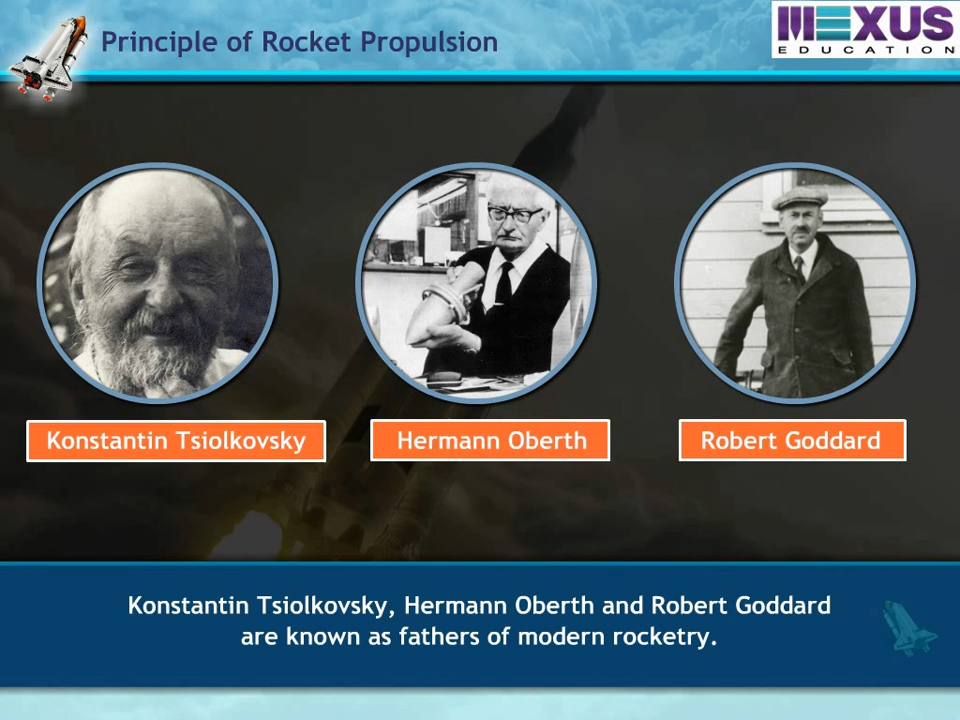 Principle of Rocket Propulsion
MEXUS
EDUCATION
Konstantin Tsiolkovsky
Hermann Oberth
Robert Goddard
Konstantin Tsiolkovsky, Hermann Oberth and Robert Goddard
are known as fathers of modern rocketry.